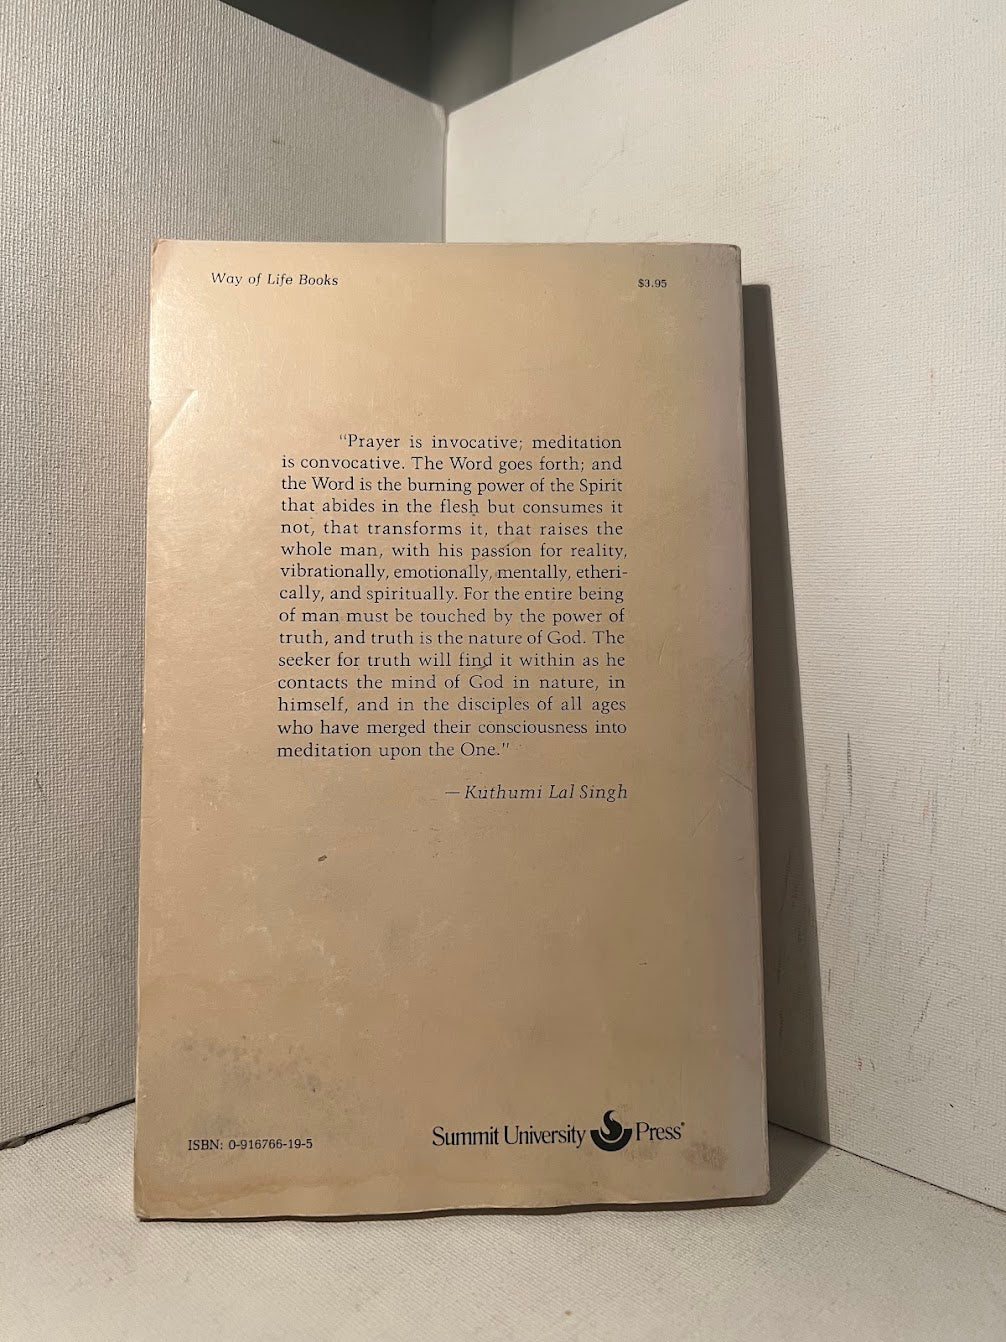 Way of Life Books
$3.95
"Prayer is invocative; meditation
is convocative. The Word goes forth; and
the Word is the burning power of the Spirit
that abides in the flesh but consumes it
not, that transforms it, that raises the
whole man, with his passion for reality,
vibrationally, emotionally, mentally, etheri-
cally, and spiritually. For the entire being
of man must be touched by the power of
truth, and truth is the nature of God. The
seeker for truth will find it within as he
contacts the mind of God in nature, in
himself, and in the disciples of all ages
who have merged their consciousness into
meditation upon the One."
—Kuthumi Lal Singh
ISBN: 0-916766-19-5
Summit University Press®